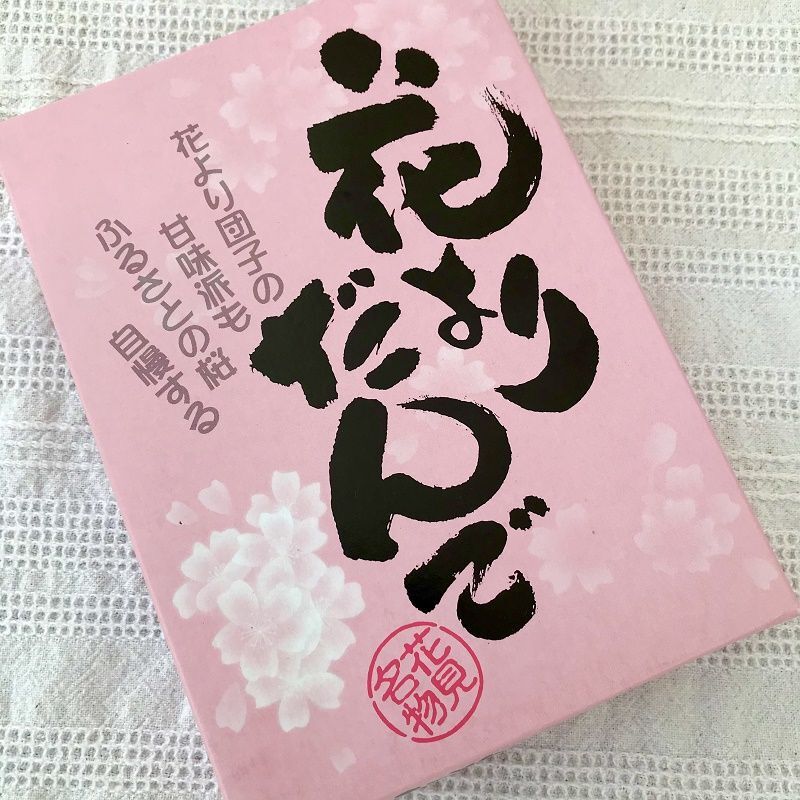 花より
だんご
花より団子の
甘味派も
ふるさとの桜
自慢する
花見
名物